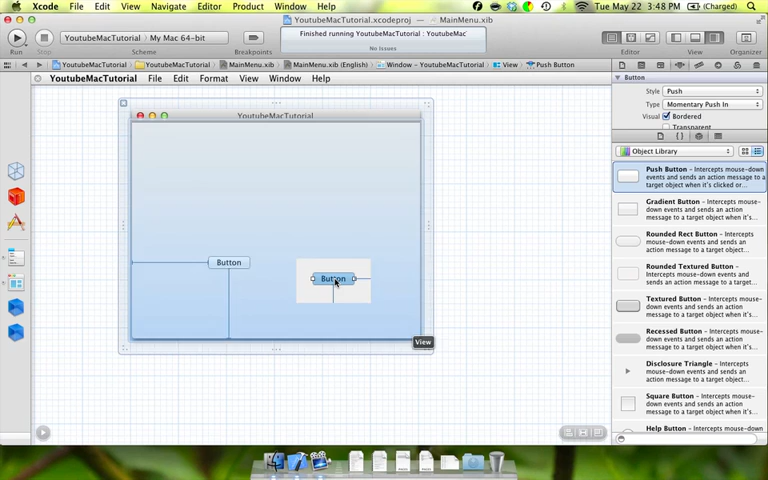 Xcode File Edit View Navigate Editor Product Window Help Tue May 22 3:48 PM (Charged)
YoutubeMacTutorial.xcodeproj MainMenu.xib
YoutubeMacTutorial My Mac 64-bit
Finished running YoutubeMacTutorial : YoutubeMac
No Issues
Run Stop Scheme Breakpoints Editor View Organizer
YoutubeMacTutorial YoutubeMacTutorial MainMenu.xib MainMenu.xib (English) Window – YoutubeMacTutorial View Push Button
YoutubeMacTutorial File Edit Format View Window Help
Button
Style Push
Type Momentary Push In
Visual Bordered
Transparent
Object Library
YoutubeMacTutorial
Button
Button
View
Push Button – Intercepts mouse-down
events and sends an action message to a
target object when it's clicked or...
Gradient Button – Intercepts mouse-
down events and sends an action
message to a target object when it's...
Rounded Rect Button – Intercepts
mouse-down events and sends an
action message to a target object...
Rounded Textured Button –
Intercepts mouse-down events and
sends an action message to a target...
Textured Button – Intercepts mouse-
down events and sends an action
message to a target object when it's...
Recessed Button – Intercepts mouse-
down events and sends an action
message to a target object when it's...
Disclosure Triangle – Intercepts
mouse-down events and sends an
action message to a target object...
Square Button – Intercepts mouse-
down events and sends an action
message to a target object when it's...
Help Button – Intercepts mouse-down